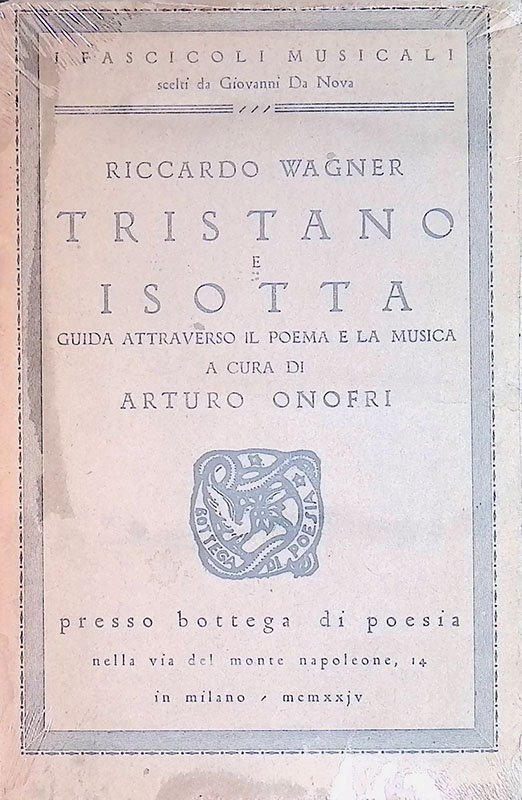 I FASCICOLI MUSICALI
scelti da Giovanni Da Nova
RICCARDO WAGNER
TRISTANO
E
ISOTTA
GUIDA ATTRAVERSO IL POEMA E LA MUSICA
A CURA DI
ARTURO ONOFRI
BOTTEGA DI POESIA
presso bottega di poesia
nella via del monte napoleone, 14
in milano / mcmxxjv